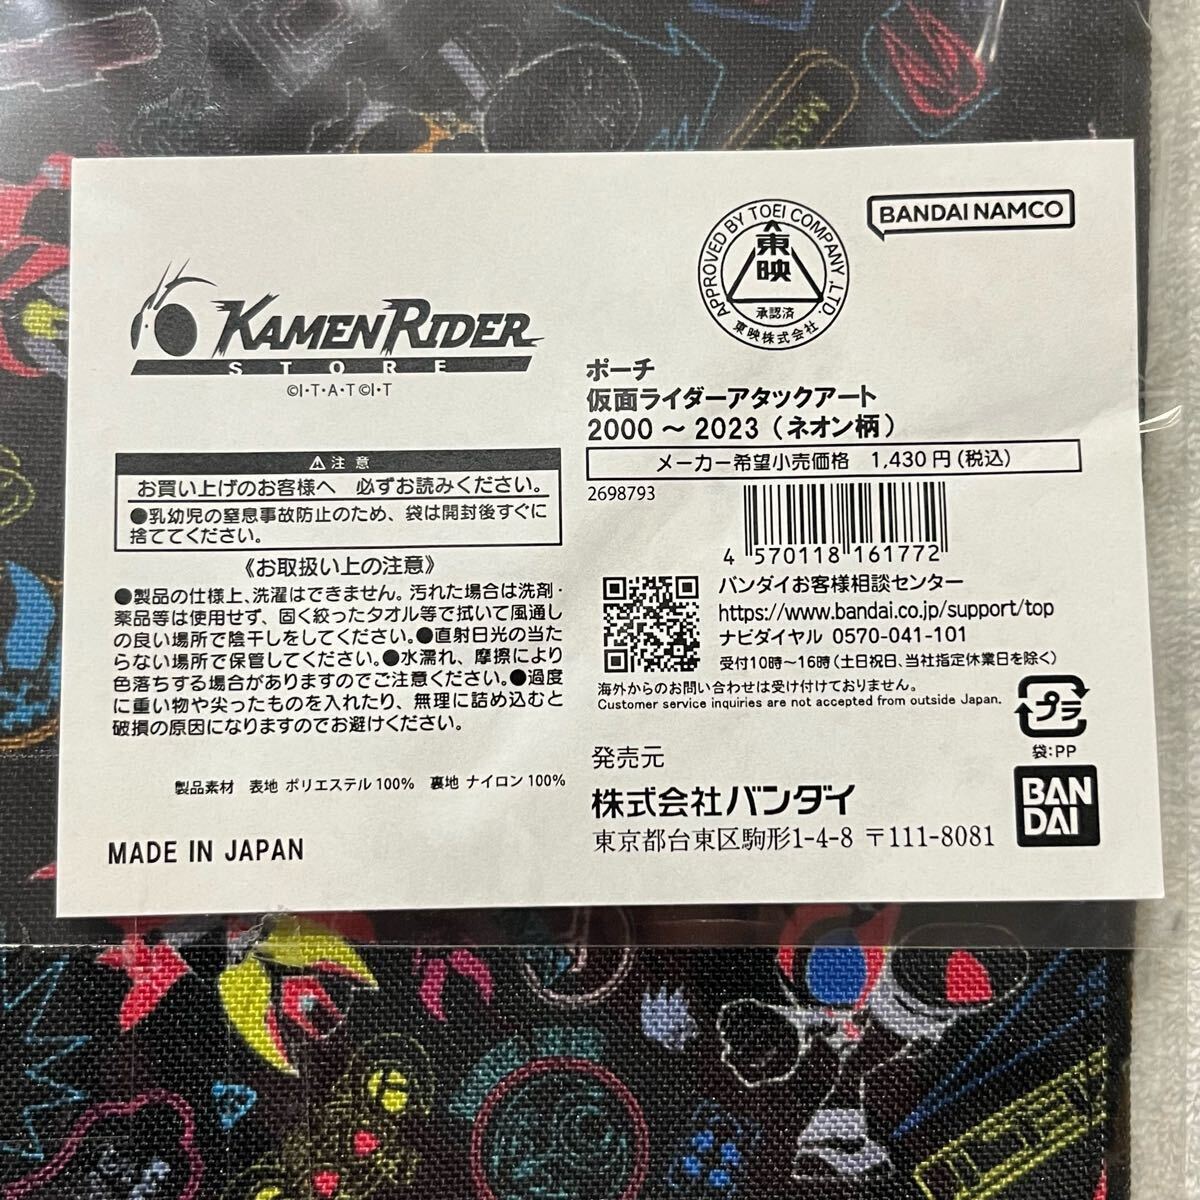 KAMEN RIDER
STORE
©I・T・A・T ©I・T
⚠注 意
お買い上げのお客様へ 必ずお読みください。
●乳幼児の窒息事故防止のため、袋は開封後すぐに
捨ててください。
《お取扱い上の注意》
●製品の仕様上、洗濯はできません。汚れた場合は洗剤・
薬品等は使用せず、固く絞ったタオル等で拭いて風通し
の良い場所で陰干しをしてください。●直射日光の当た
らない場所で保管してください。●水濡れ、摩擦により
色落ちする場合がありますのでご注意ください。●過度
に重い物や尖ったものを入れたり、無理に詰め込むと
破損の原因になりますのでお避けください。
製品素材 表地 ポリエステル100% 裏地 ナイロン100%
MADE IN JAPAN
APPROVED BY TOEI COMPANY ,LTD.
東映
承認済
東映株式会社
BANDAI NAMCO
ポーチ
仮面ライダーアタックアート
2000～2023(ネオン柄)
メーカー希望小売価格 1,430円(税込)
2698793
4 570118 161772
バンダイお客様相談センター
https://www.bandai.co.jp/support/top
ナビダイヤル 0570-041-101
受付10時～16時(土日祝日、当社指定休業日を除く)
海外からのお問い合わせは受け付けておりません。
Customer service inquiries are not accepted from outside Japan.
プラ
袋:PP
発売元
株式会社バンダイ
東京都台東区駒形1-4-8 〒111-8081
BAN
DAI